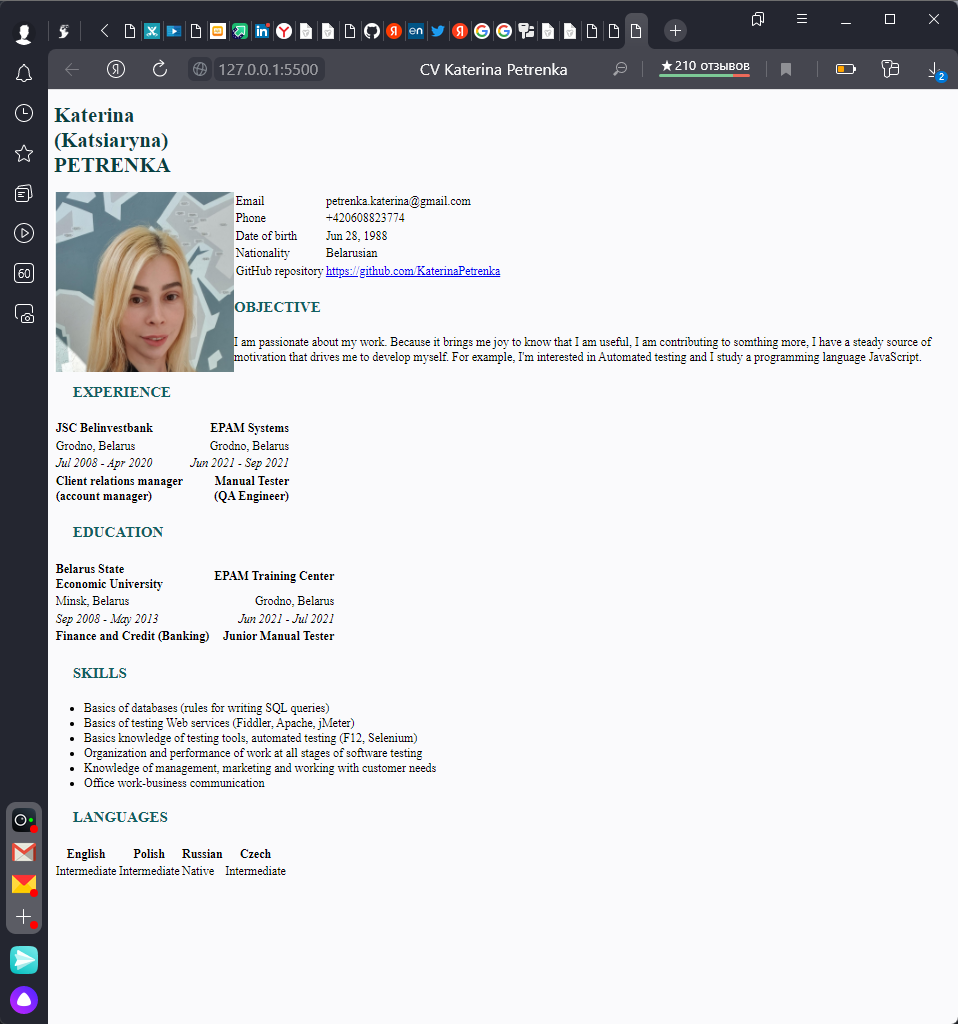 127.0.0.1:5500
CV Katerina Petrenka
★ 210 отзывов
2
60
Katerina
(Katsiaryna)
PETRENKA
Email petrenka.katerina@gmail.com
Phone +420608823774
Date of birth Jun 28, 1988
Nationality Belarusian
GitHub repository https://github.com/KaterinaPetrenka
OBJECTIVE
I am passionate about my work. Because it brings me joy to know that I am useful, I am contributing to somthing more, I have a steady source of
motivation that drives me to develop myself. For example, I'm interested in Automated testing and I study a programming language JavaScript.
EXPERIENCE
JSC Belinvestbank EPAM Systems
Grodno, Belarus Grodno, Belarus
Jul 2008 - Apr 2020 Jun 2021 - Sep 2021
Client relations manager Manual Tester
(account manager) (QA Engineer)
EDUCATION
Belarus State
Economic University EPAM Training Center
Minsk, Belarus Grodno, Belarus
Sep 2008 - May 2013 Jun 2021 - Jul 2021
Finance and Credit (Banking) Junior Manual Tester
SKILLS
Basics of databases (rules for writing SQL queries)
Basics of testing Web services (Fiddler, Apache, jMeter)
Basics knowledge of testing tools, automated testing (F12, Selenium)
Organization and performance of work at all stages of software testing
Knowledge of management, marketing and working with customer needs
Office work-business communication
LANGUAGES
English Polish Russian Czech
Intermediate Intermediate Native Intermediate